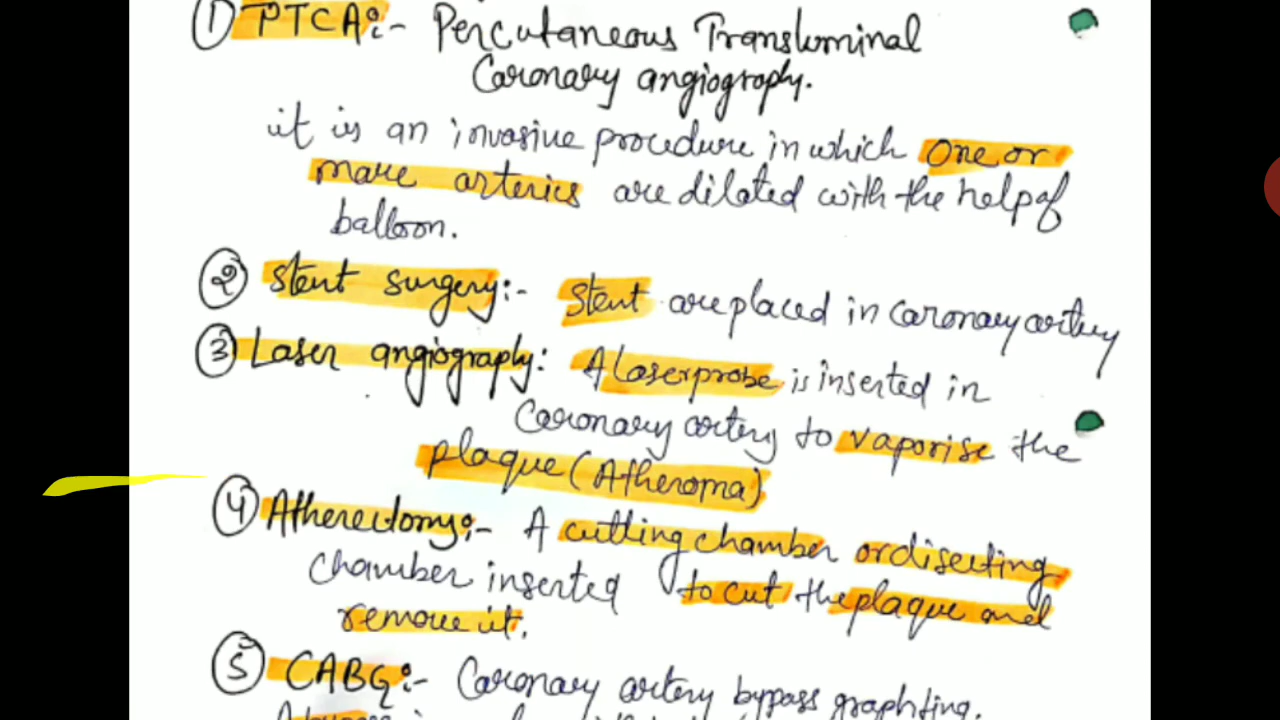 ① PTCA:- Percutaneous Transluminal
Coronary angiography.
it is an invasive procedure in which one or
more arteries are dilated with the help of
balloon.
② Stent surgery:- Stent are placed in coronary artery
③ Laser angiography: A laser probe is inserted in
Coronary artery to vaporise the
plaque (Atheroma)
④ Atherectomy:- A cutting chamber or disecting
chamber inserted to cut the plaque and
remove it.
⑤ CABG:- Coronary artery bypass graphting.